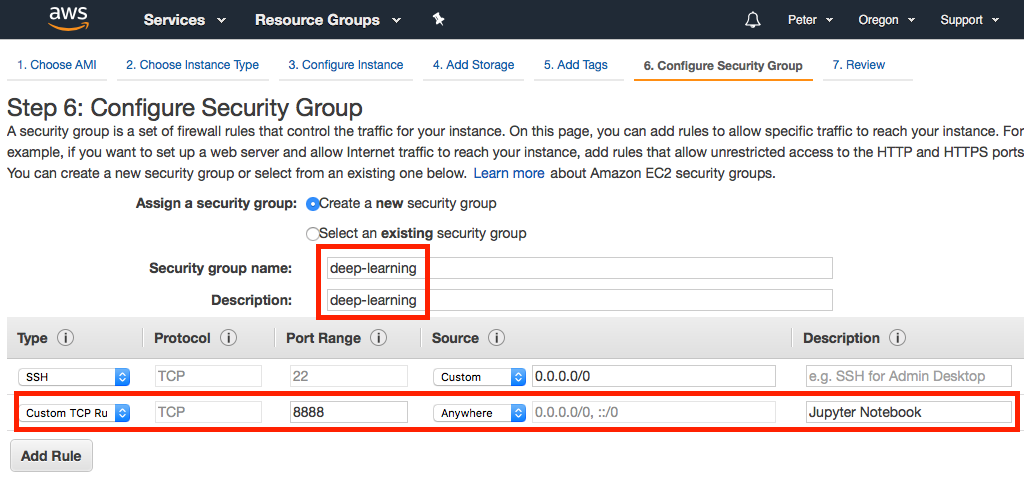 aws Services Resource Groups Peter Oregon Support
1. Choose AMI 2. Choose Instance Type 3. Configure Instance 4. Add Storage 5. Add Tags 6. Configure Security Group 7. Review
Step 6: Configure Security Group
A security group is a set of firewall rules that control the traffic for your instance. On this page, you can add rules to allow specific traffic to reach your instance. For
example, if you want to set up a web server and allow Internet traffic to reach your instance, add rules that allow unrestricted access to the HTTP and HTTPS ports
You can create a new security group or select from an existing one below. Learn more about Amazon EC2 security groups.
Assign a security group: Create a new security group
Select an existing security group
Security group name: deep-learning
Description: deep-learning
Type i Protocol i Port Range i Source i Description i
SSH TCP 22 Custom 0.0.0.0/0 e.g. SSH for Admin Desktop
Custom TCP Ru TCP 8888 Anywhere 0.0.0.0/0, ::/0 Jupyter Notebook
Add Rule